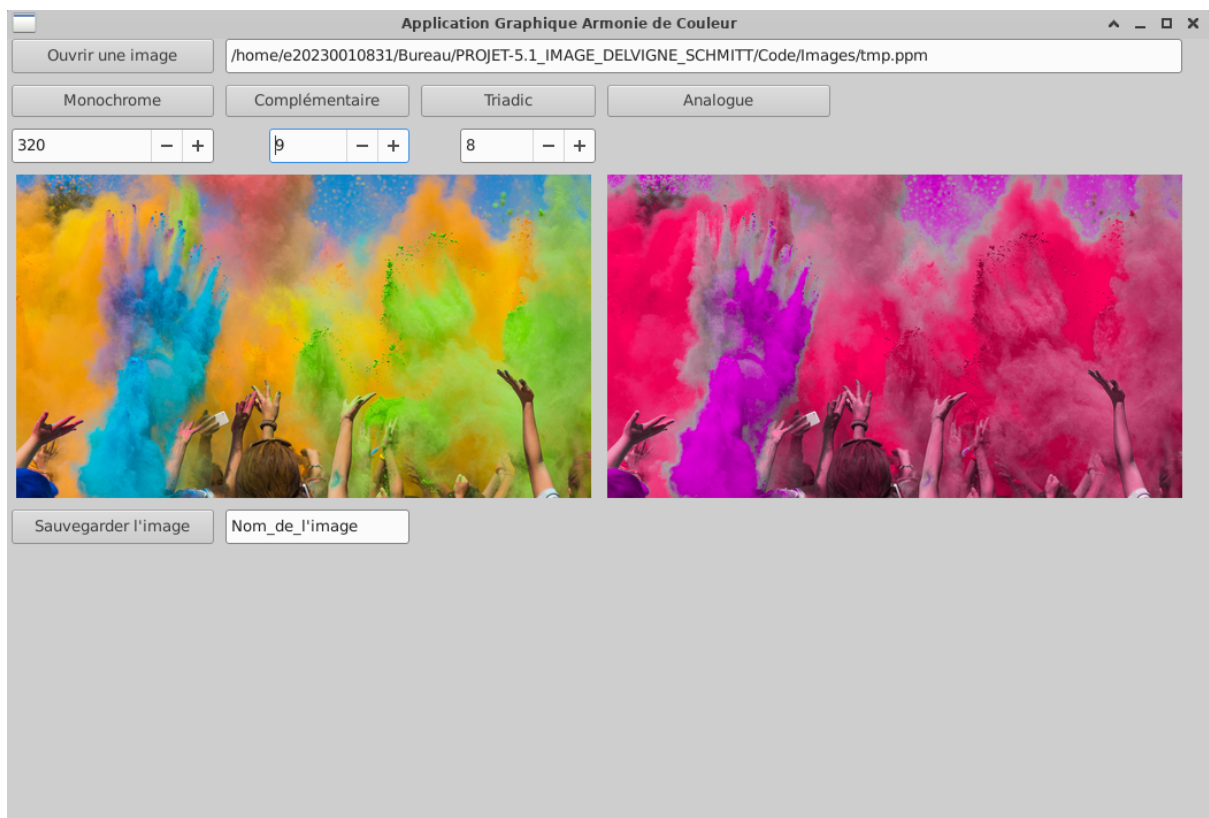 Application Graphique Armonie de Couleur
Ouvrir une image /home/e20230010831/Bureau/PROJET-5.1_IMAGE_DELVIGNE_SCHMITT/Code/Images/tmp.ppm
Monochrome Complémentaire Triadic Analogue
320 − + 9 − + 8 − +
Sauvegarder l'image Nom_de_l'image